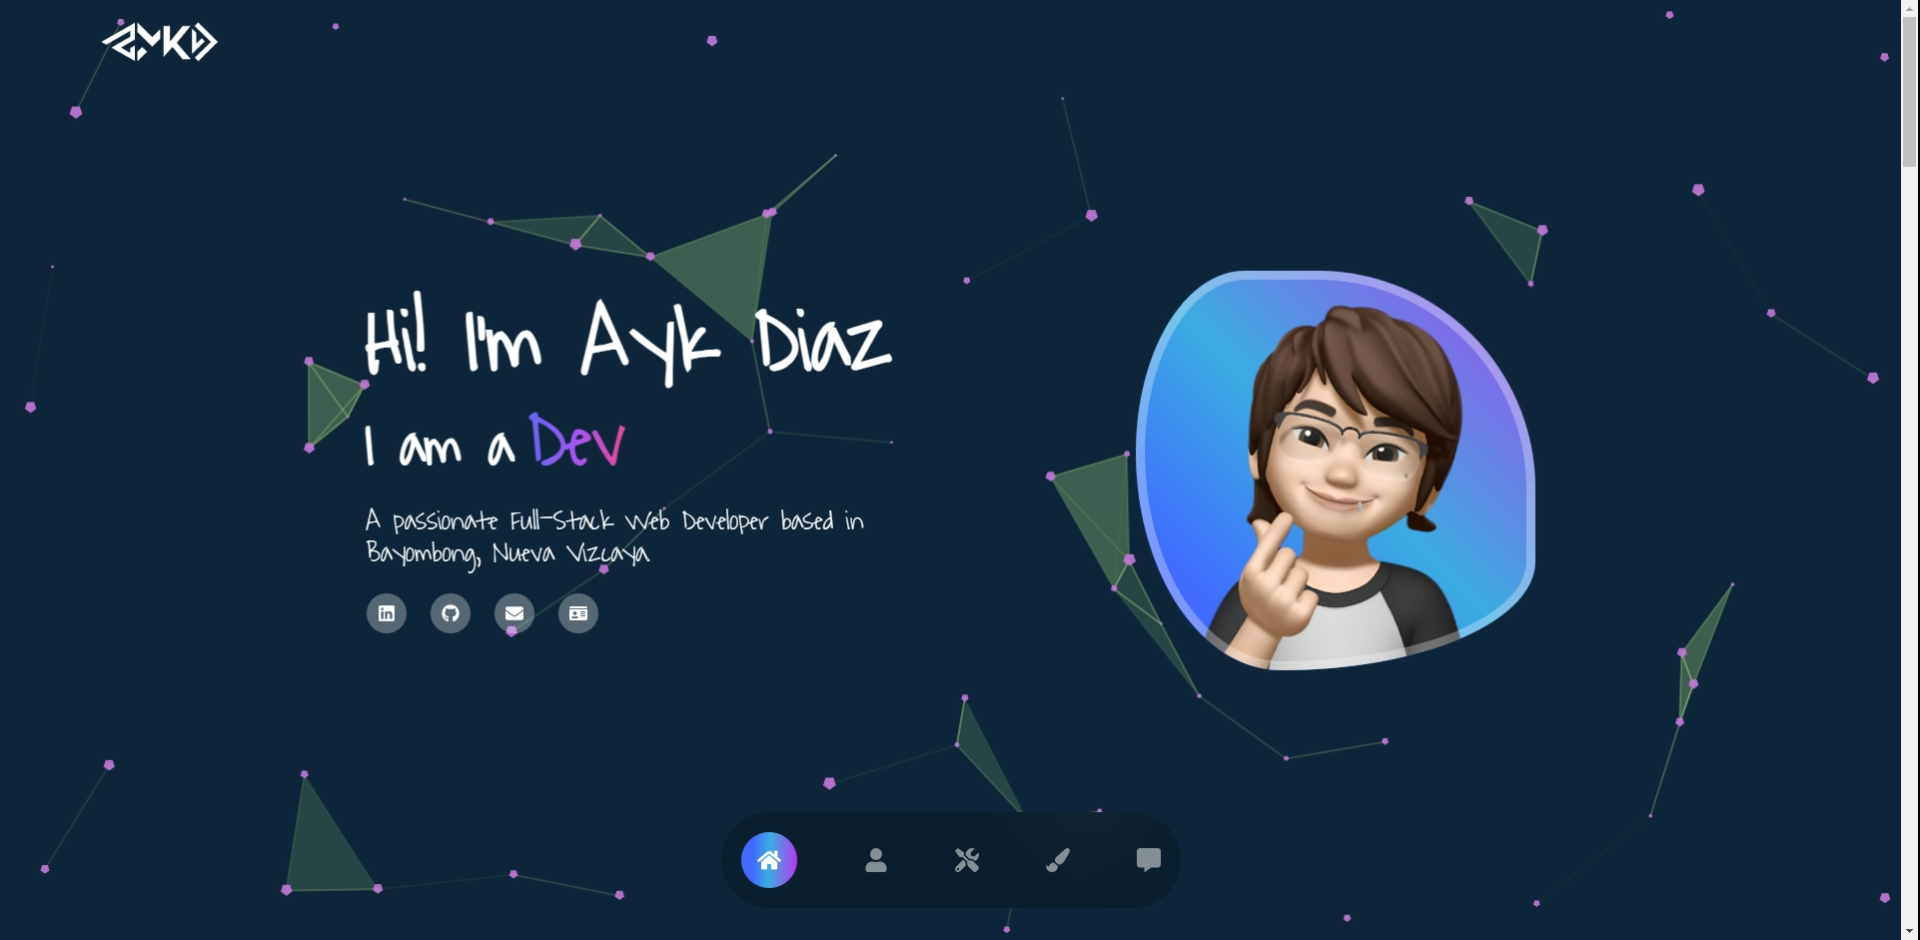 Hi! I'm Ayk Diaz
I am a Dev
A passionate Full-Stack Web Developer based in
Bayombong, Nueva Vizcaya